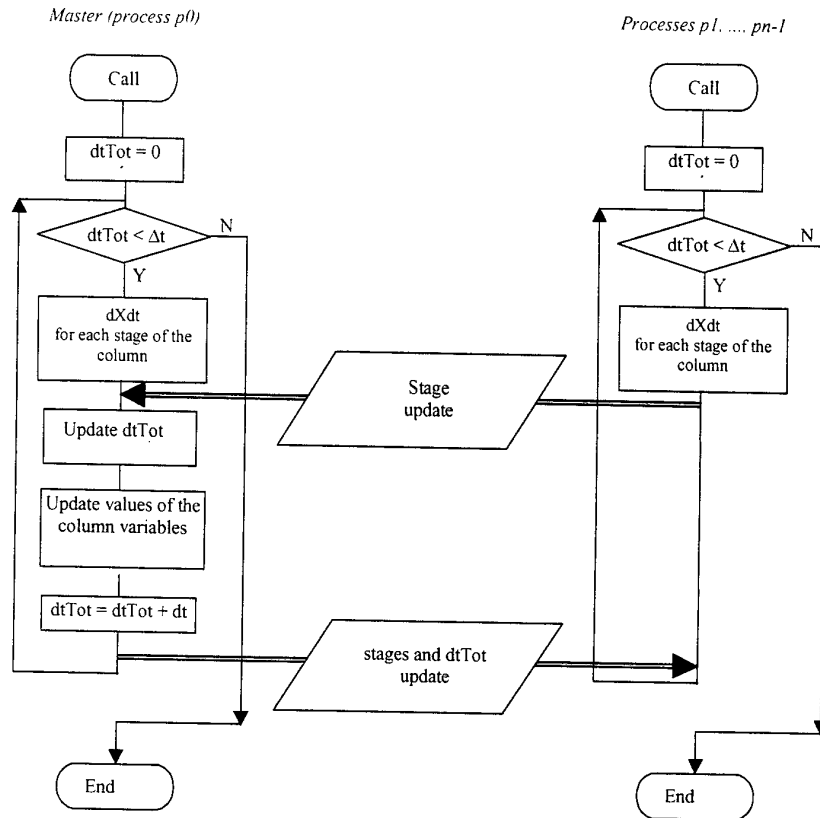 Master (process p0)
Call
dtTot = 0
dtTot < Δt
N
Y
dXdt
for each stage of the
column
Update dtTot
Update values of the
column variables
dtTot = dtTot + dt
End
Stage
update
stages and dtTot
update
Processes p1, ..., pn-1
Call
dtTot = 0
dtTot < Δt
N
Y
dXdt
for each stage of the
column
End